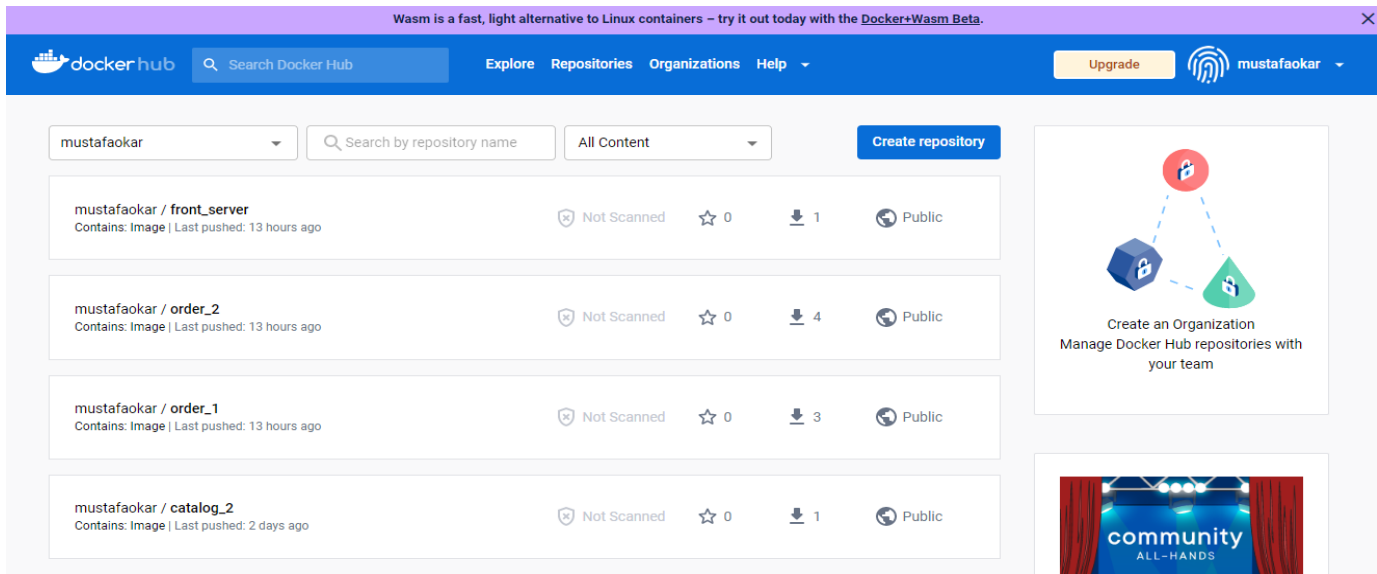 Wasm is a fast, light alternative to Linux containers – try it out today with the Docker+Wasm Beta.
dockerhub Search Docker Hub Explore Repositories Organizations Help Upgrade mustafaokar
mustafaokar Search by repository name All Content Create repository
mustafaokar / front_server
Contains: Image | Last pushed: 13 hours ago
Not Scanned 0 1 Public
mustafaokar / order_2
Contains: Image | Last pushed: 13 hours ago
Not Scanned 0 4 Public
mustafaokar / order_1
Contains: Image | Last pushed: 13 hours ago
Not Scanned 0 3 Public
mustafaokar / catalog_2
Contains: Image | Last pushed: 2 days ago
Not Scanned 0 1 Public
Create an Organization
Manage Docker Hub repositories with
your team
community
ALL-HANDS